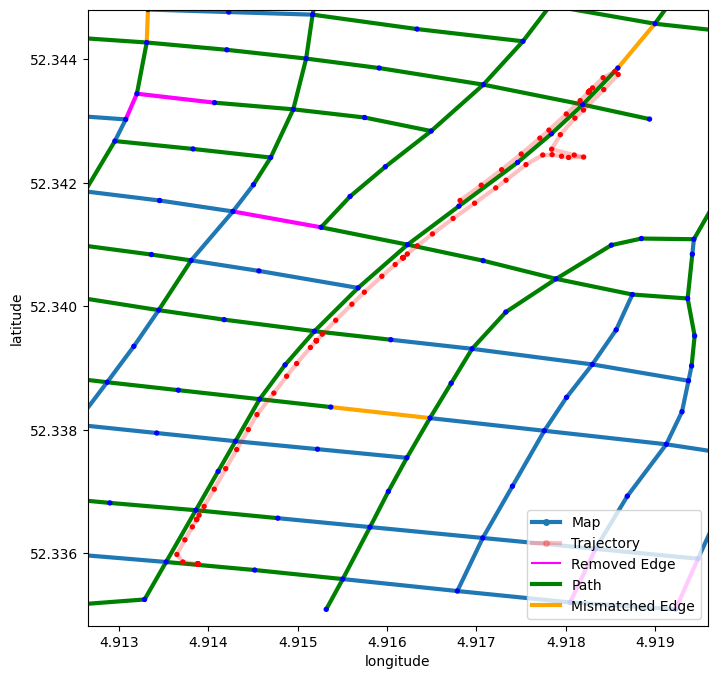 52.344
52.342
52.340
52.338
52.336
latitude
4.913 4.914 4.915 4.916 4.917 4.918 4.919
longitude
Map
Trajectory
Removed Edge
Path
Mismatched Edge